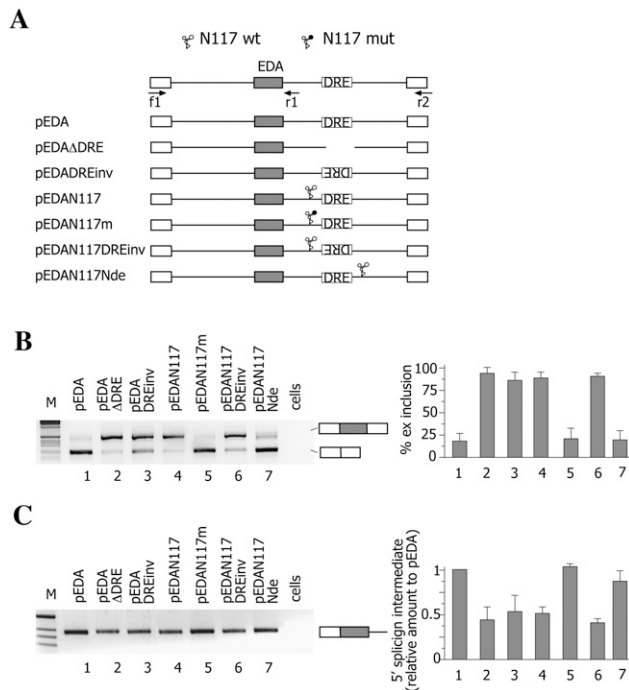 A
N117 wt
N117 mut
EDA
DRE
f1
r1
r2
pEDA
DRE
pEDAΔDRE
pEDADREinv
DRE
pEDAN117
DRE
pEDAN117m
DRE
pEDAN117DREinv
DRE
pEDAN117Nde
DRE
B
M
pEDA
pEDA
ΔDRE
pEDA
DREinv
pEDAN117
pEDAN117m
pEDAN117
DREinv
pEDAN117
Nde
cells
1 2 3 4 5 6 7
% ex inclusion
100
75
50
25
0
1 2 3 4 5 6 7
C
M
pEDA
pEDA
ΔDRE
pEDA
DREinv
pEDAN117
pEDAN117m
pEDAN117
DREinv
pEDAN117
Nde
cells
1 2 3 4 5 6 7
5' splicign intermediate
(relative amount to pEDA)
1
0.5
0
1 2 3 4 5 6 7